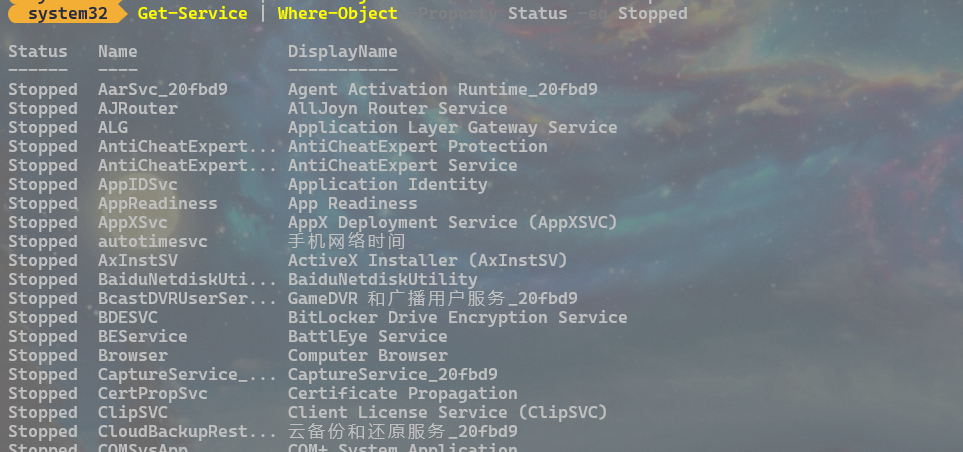 system32 Get-Service | Where-Object -Property Status -eq Stopped
Status Name DisplayName
------ ---- -----------
Stopped AarSvc_20fbd9 Agent Activation Runtime_20fbd9
Stopped AJRouter AllJoyn Router Service
Stopped ALG Application Layer Gateway Service
Stopped AntiCheatExpert... AntiCheatExpert Protection
Stopped AntiCheatExpert... AntiCheatExpert Service
Stopped AppIDSvc Application Identity
Stopped AppReadiness App Readiness
Stopped AppXSvc AppX Deployment Service (AppXSVC)
Stopped autotimesvc 手机网络时间
Stopped AxInstSV ActiveX Installer (AxInstSV)
Stopped BaiduNetdiskUti... BaiduNetdiskUtility
Stopped BcastDVRUserSer... GameDVR 和广播用户服务_20fbd9
Stopped BDESVC BitLocker Drive Encryption Service
Stopped BEService BattlEye Service
Stopped Browser Computer Browser
Stopped CaptureService_... CaptureService_20fbd9
Stopped CertPropSvc Certificate Propagation
Stopped ClipSVC Client License Service (ClipSVC)
Stopped CloudBackupRest... 云备份和还原服务_20fbd9
Stopped COMSysApp COM+ System Application